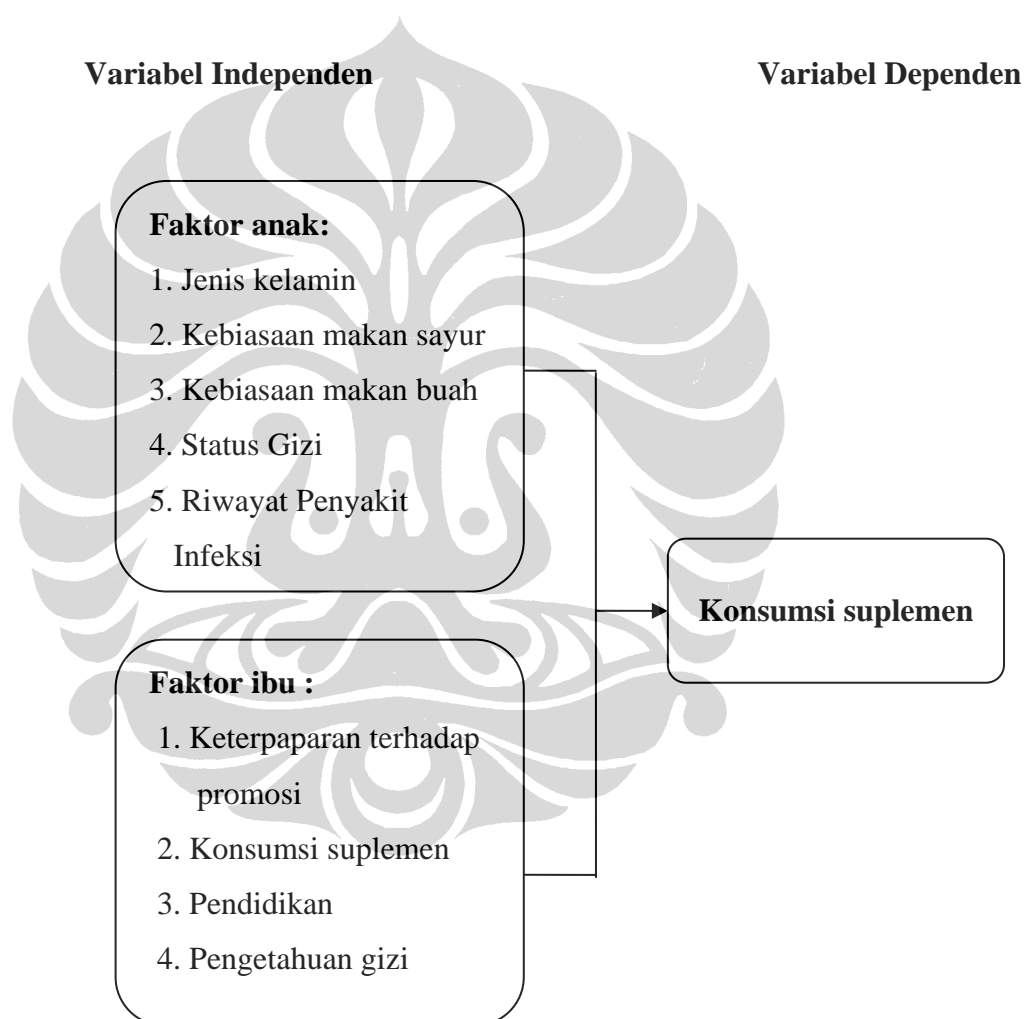 Variabel Independen
Variabel Dependen
Faktor anak:
1. Jenis kelamin
2. Kebiasaan makan sayur
3. Kebiasaan makan buah
4. Status Gizi
5. Riwayat Penyakit
Infeksi
Konsumsi suplemen
Faktor ibu :
1. Keterpaparan terhadap
promosi
2. Konsumsi suplemen
3. Pendidikan
4. Pengetahuan gizi